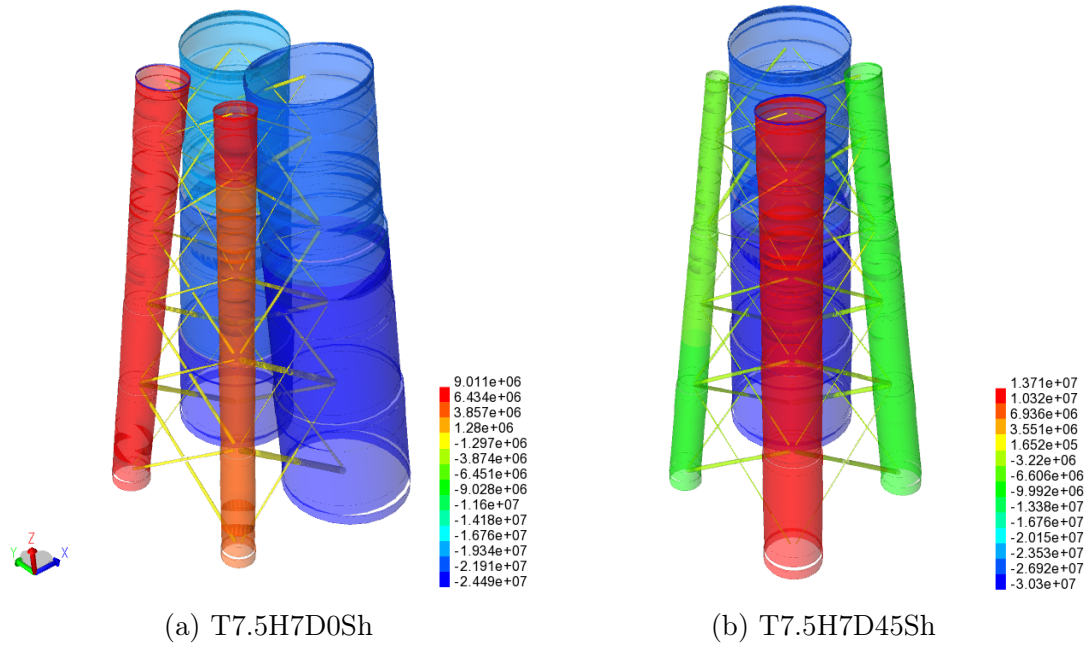 9.011e+06
6.434e+06
3.857e+06
1.28e+06
-1.297e+06
-3.874e+06
-6.451e+06
-9.028e+06
-1.16e+07
-1.418e+07
-1.676e+07
-1.934e+07
-2.191e+07
-2.449e+07
Z
Y
X
(a) T7.5H7D0Sh
1.371e+07
1.032e+07
6.936e+06
3.551e+06
1.652e+05
-3.22e+06
-6.606e+06
-9.992e+06
-1.338e+07
-1.676e+07
-2.015e+07
-2.353e+07
-2.692e+07
-3.03e+07
(b) T7.5H7D45Sh